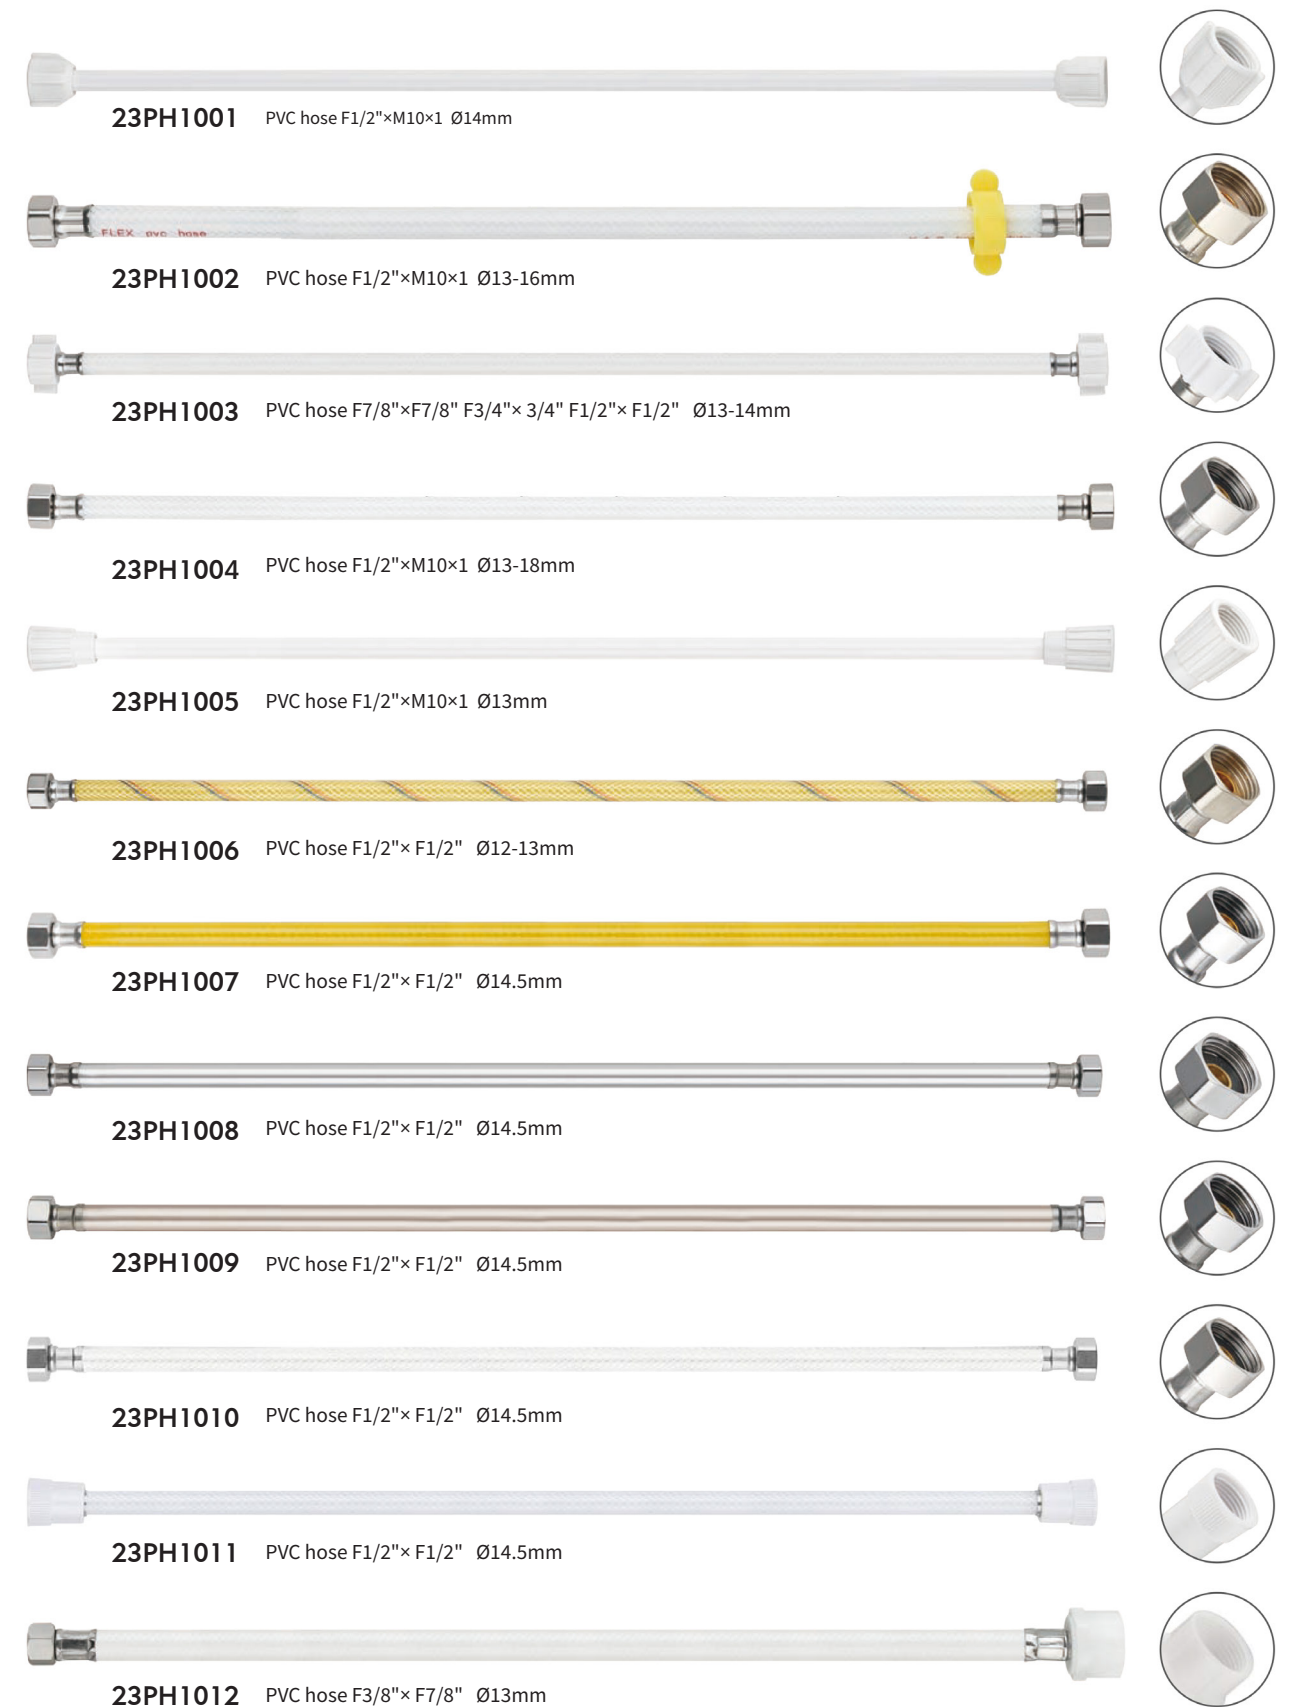 23PH1001 PVC hose F1/2"×M10×1 Ø14mm
FLEX pvc hose
23PH1002 PVC hose F1/2"×M10×1 Ø13-16mm
23PH1003 PVC hose F7/8"×F7/8" F3/4"× 3/4" F1/2"× F1/2" Ø13-14mm
23PH1004 PVC hose F1/2"×M10×1 Ø13-18mm
23PH1005 PVC hose F1/2"×M10×1 Ø13mm
23PH1006 PVC hose F1/2"× F1/2" Ø12-13mm
23PH1007 PVC hose F1/2"× F1/2" Ø14.5mm
23PH1008 PVC hose F1/2"× F1/2" Ø14.5mm
23PH1009 PVC hose F1/2"× F1/2" Ø14.5mm
23PH1010 PVC hose F1/2"× F1/2" Ø14.5mm
23PH1011 PVC hose F1/2"× F1/2" Ø14.5mm
23PH1012 PVC hose F3/8"× F7/8" Ø13mm